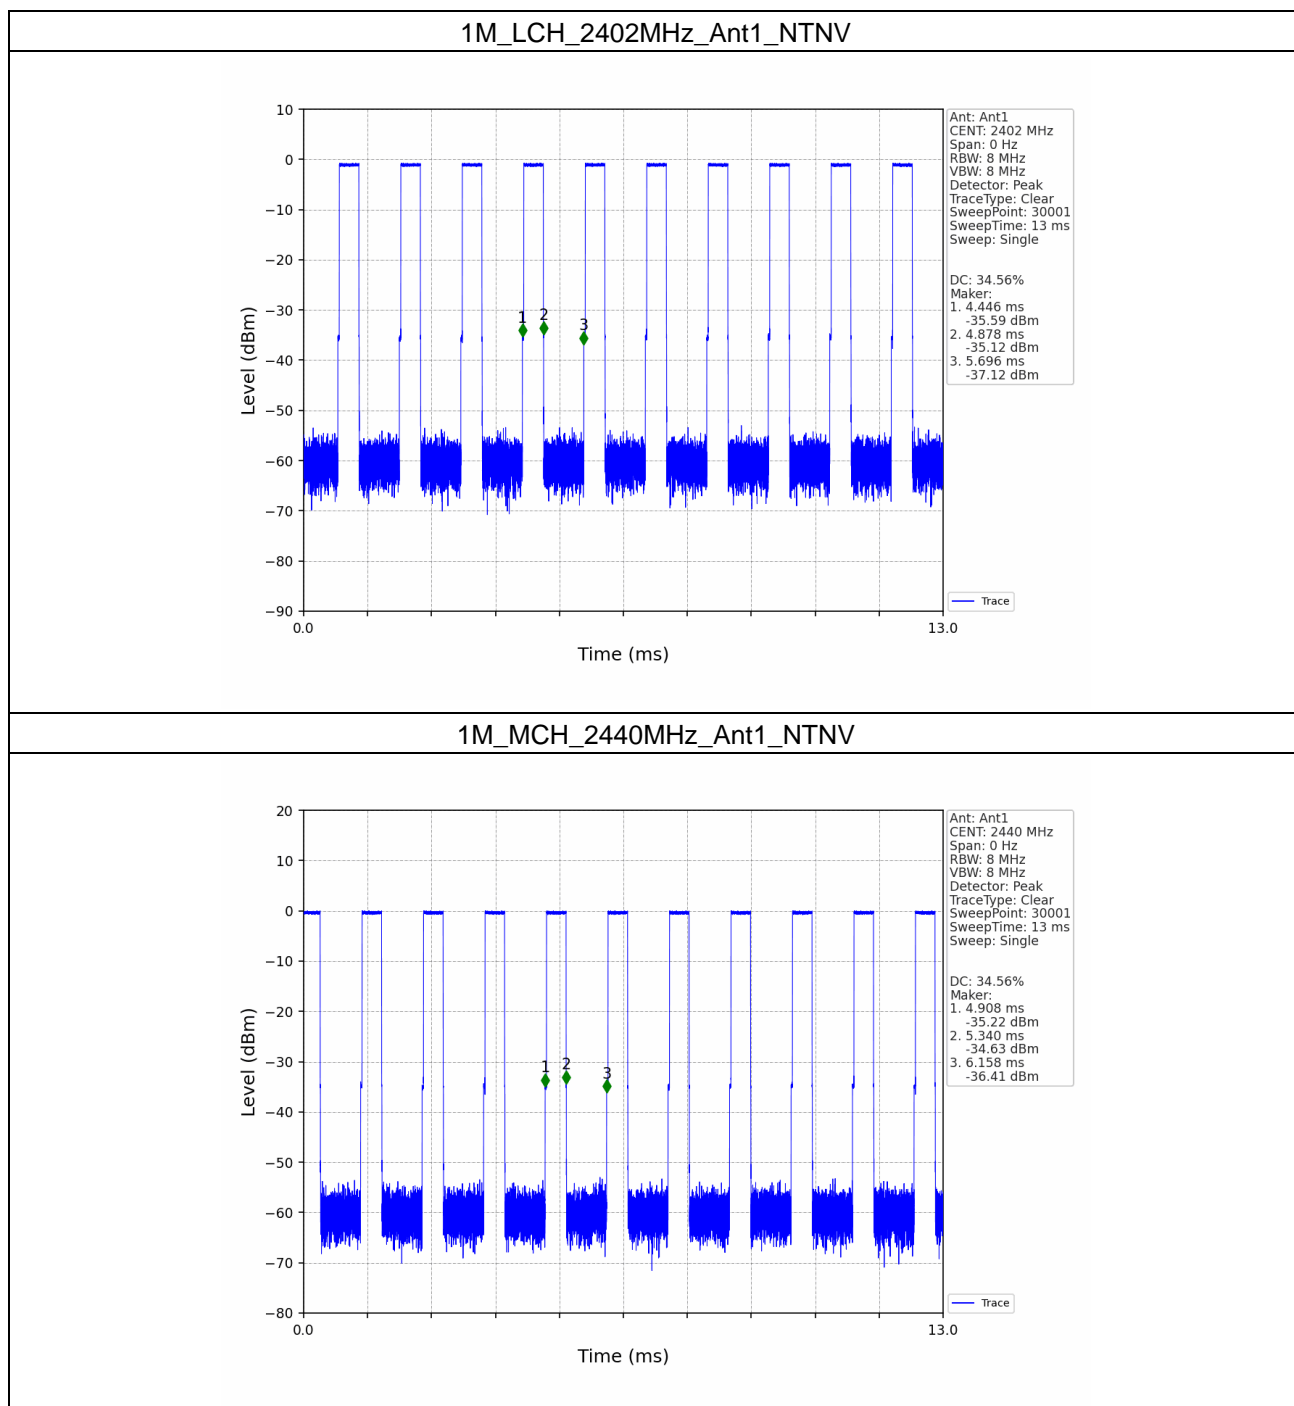 1M_LCH_2402MHz_Ant1_NTNV
10
0
−10
−20
−30
−40
−50
−60
−70
−80
−90
Level (dBm)
1
2
3
0.0
13.0
Time (ms)
Ant: Ant1
CENT: 2402 MHz
Span: 0 Hz
RBW: 8 MHz
VBW: 8 MHz
Detector: Peak
TraceType: Clear
SweepPoint: 30001
SweepTime: 13 ms
Sweep: Single
DC: 34.56%
Maker:
1. 4.446 ms
-35.59 dBm
2. 4.878 ms
-35.12 dBm
3. 5.696 ms
-37.12 dBm
Trace
1M_MCH_2440MHz_Ant1_NTNV
20
10
0
−10
−20
−30
−40
−50
−60
−70
−80
Level (dBm)
1
2
3
0.0
13.0
Time (ms)
Ant: Ant1
CENT: 2440 MHz
Span: 0 Hz
RBW: 8 MHz
VBW: 8 MHz
Detector: Peak
TraceType: Clear
SweepPoint: 30001
SweepTime: 13 ms
Sweep: Single
DC: 34.56%
Maker:
1. 4.908 ms
-35.22 dBm
2. 5.340 ms
-34.63 dBm
3. 6.158 ms
-36.41 dBm
Trace